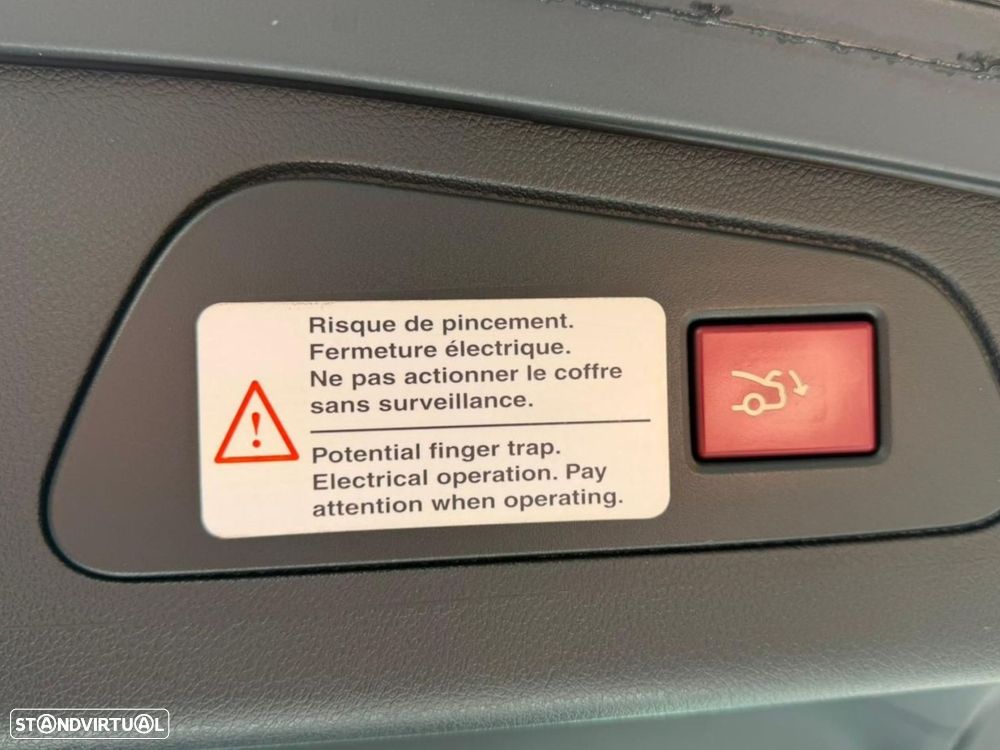 Risque de pincement.
Fermeture électrique.
Ne pas actionner le coffre
sans surveillance.
Potential finger trap.
Electrical operation. Pay
attention when operating.
STANDVIRTUAL